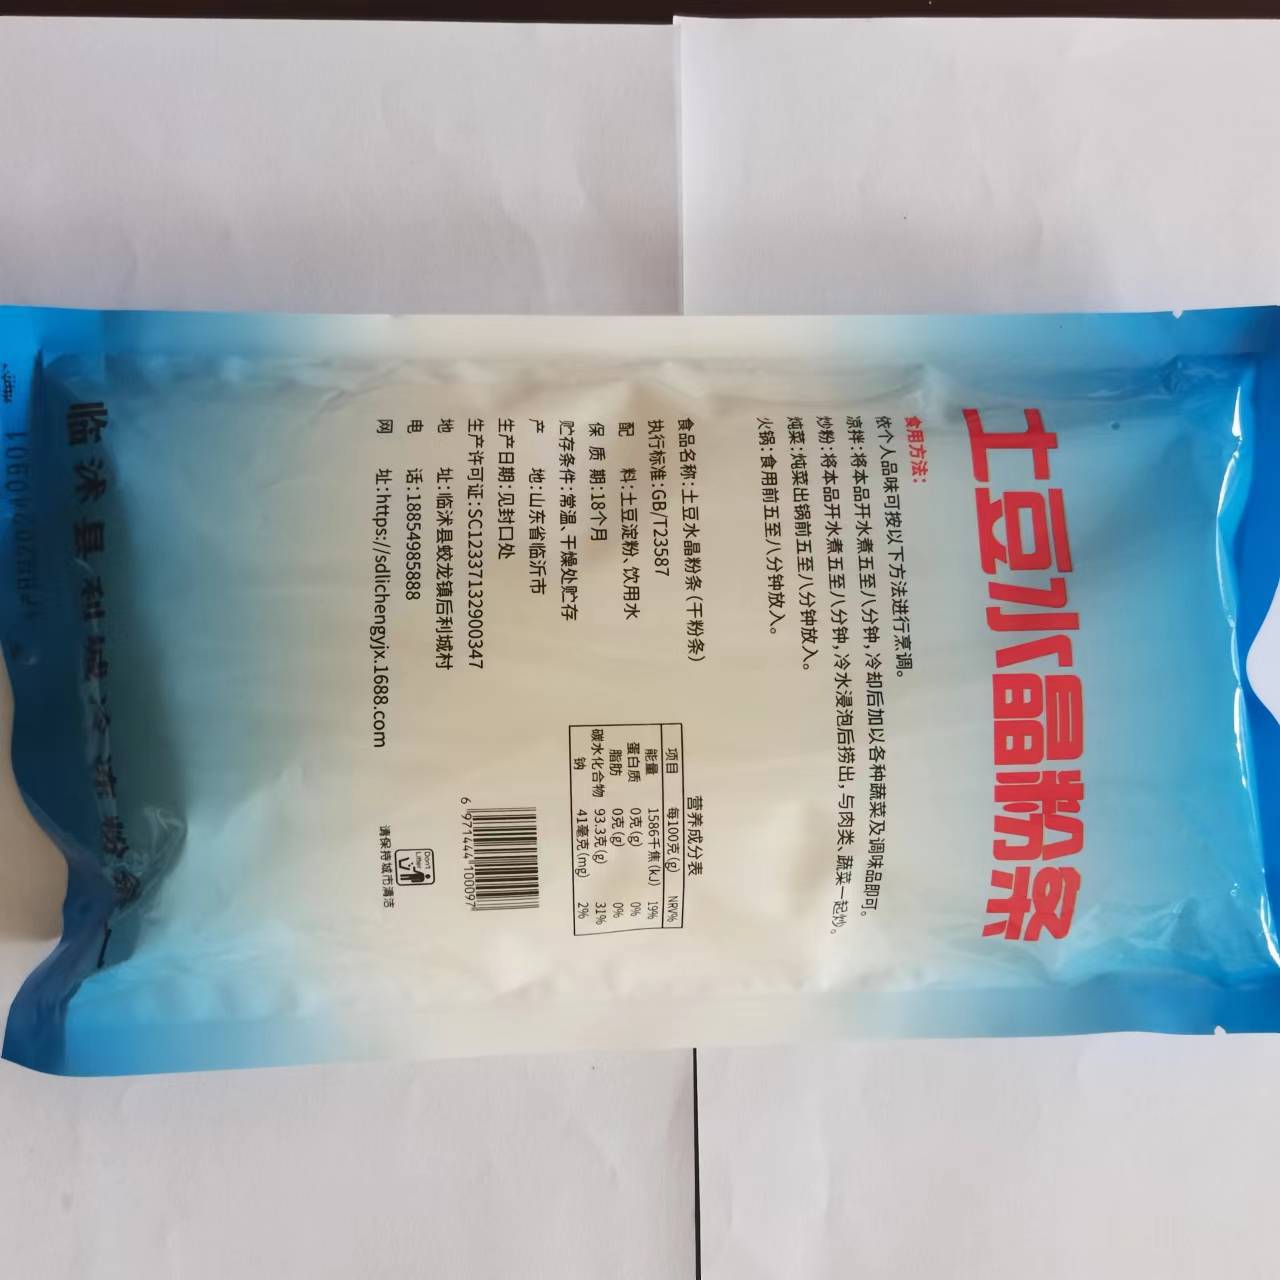 土豆水晶粉条
食用方法:
依个人品味可按以下方法进行烹调。
凉拌:将本品开水煮五至八分钟,冷却后加以各种蔬菜及调味品即可。
炒粉:将本品开水煮五至八分钟,冷水浸泡后捞出,与肉类、蔬菜一起炒。
炖菜:炖菜出锅前五至八分钟放入。
火锅:食用前五至八分钟放入。
食品名称:土豆水晶粉条(干粉条)
执行标准:GB/T23587
配 料:土豆淀粉、饮用水
保 质 期:18个月
贮存条件:常温、干燥处贮存
产 地:山东省临沂市
生产日期:见封口处
生产许可证:SC12337132900347
地 址:临沭县蛟龙镇后利城村
电 话:18854985888
网 址:https://sdlichengyjx.1688.com
营养成分表
项目 每100克(g) NRV%
能量 1586千焦(kJ) 19%
蛋白质 0克(g) 0%
脂肪 0克(g) 0%
碳水化合物 93.3克(g) 31%
钠 41毫克(mg) 2%
6 971444 100097
Don't Litter
请保持城市清洁
临沭县利城冷冻粉条